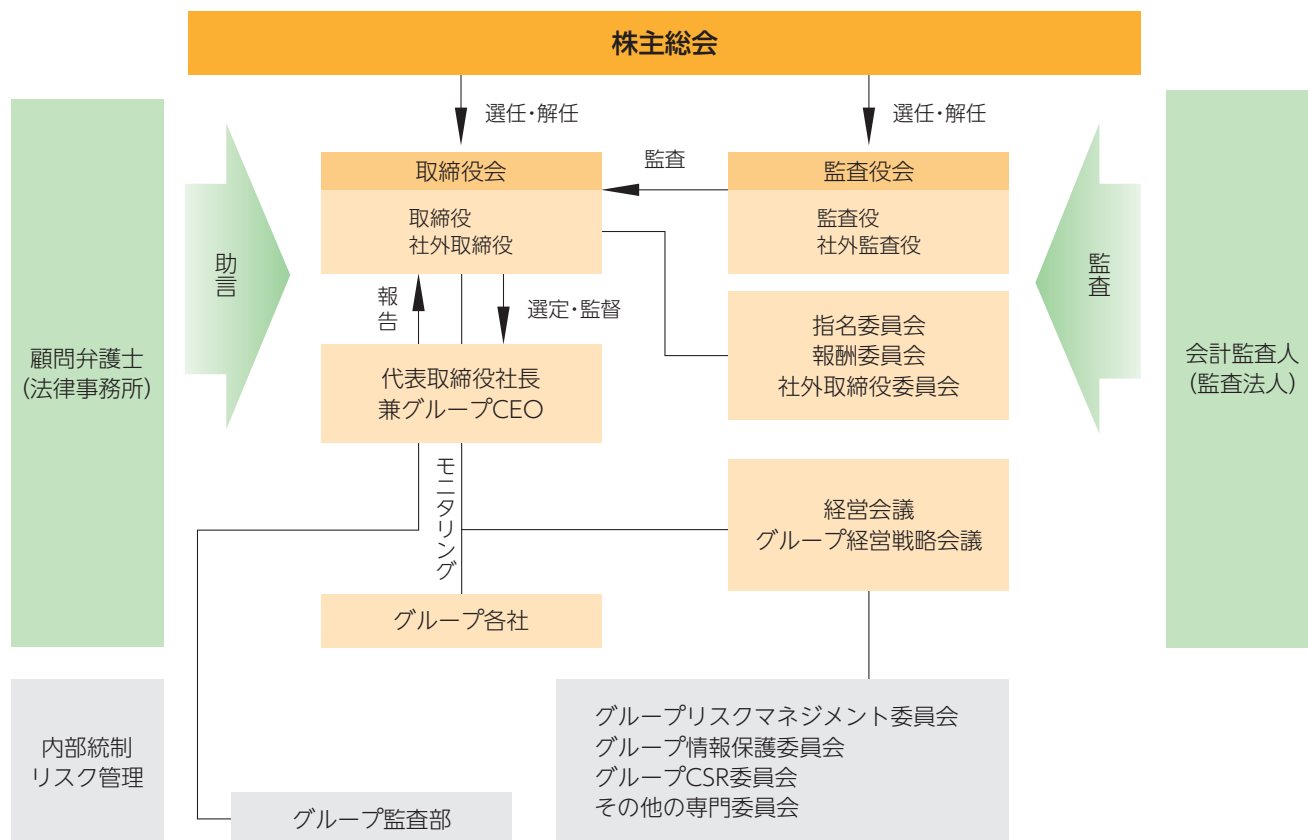 株主総会
選任・解任
選任・解任
取締役会
取締役
社外取締役
監査
監査役会
監査役
社外監査役
助言
監査
報告
選定・監督
指名委員会
報酬委員会
社外取締役委員会
顧問弁護士
(法律事務所)
代表取締役社長
兼グループCEO
会計監査人
(監査法人)
モニタリング
経営会議
グループ経営戦略会議
グループ各社
内部統制
リスク管理
グループリスクマネジメント委員会
グループ情報保護委員会
グループCSR委員会
その他の専門委員会
グループ監査部